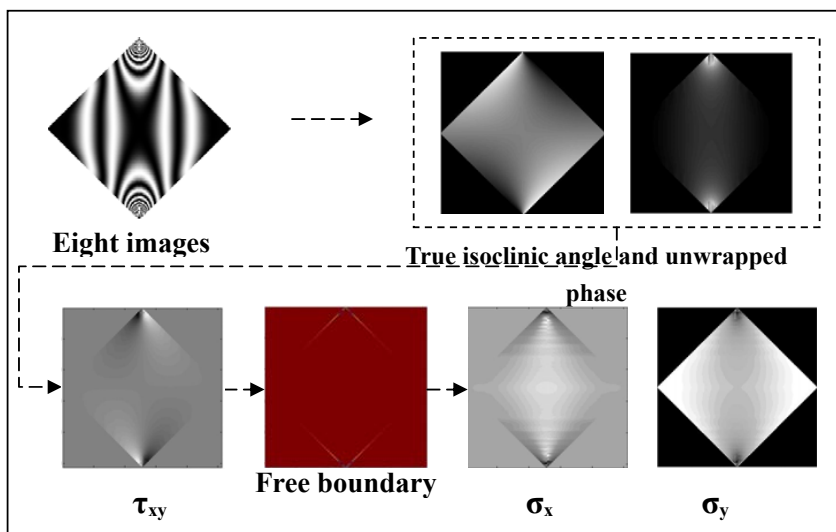 Eight images
True isoclinic angle and unwrapped
phase
τxy
Free boundary
σx
σy